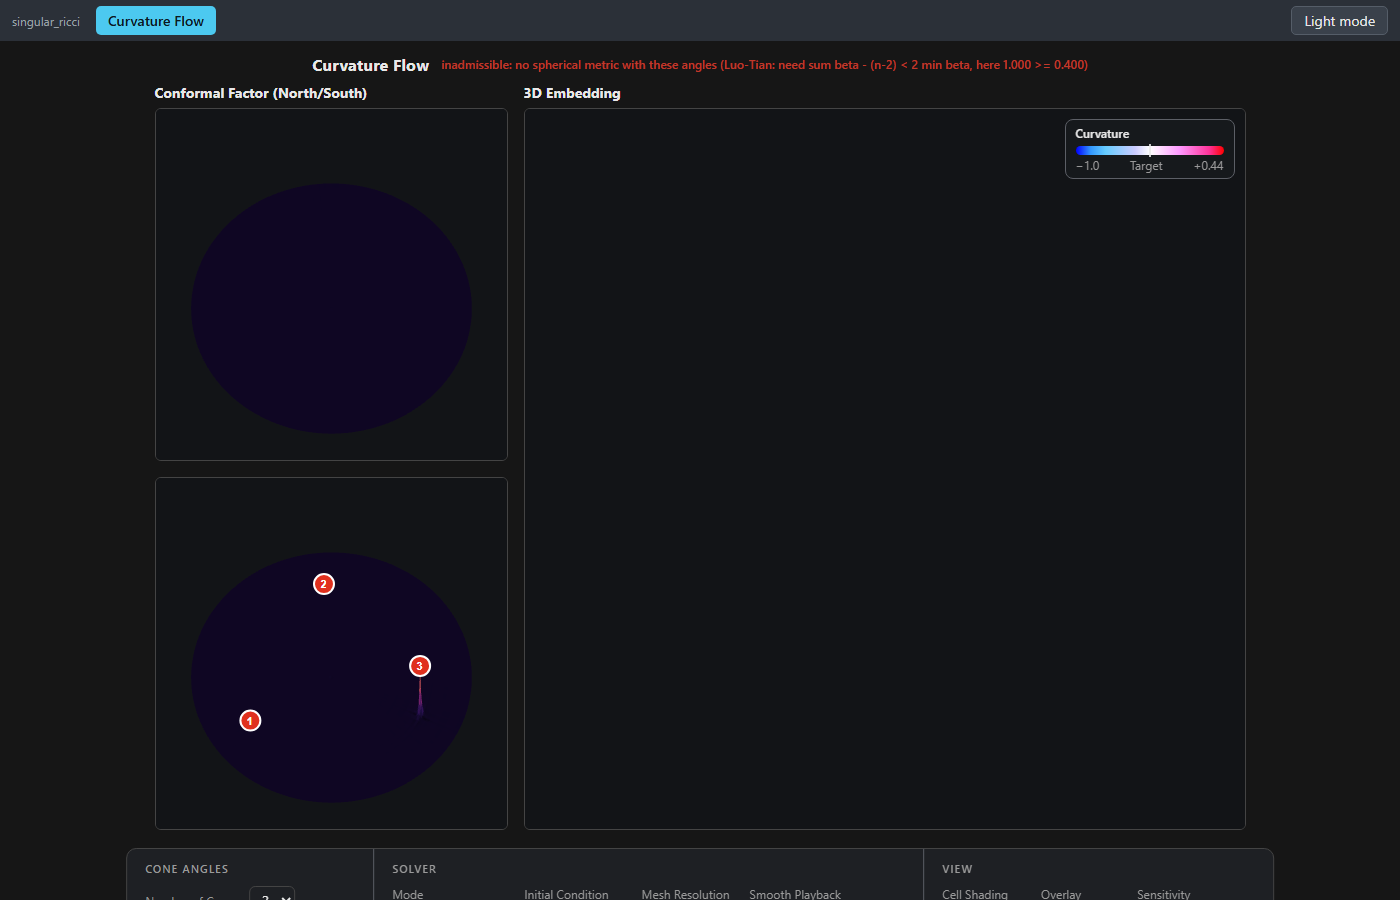 singular_ricci
Curvature Flow
Light mode
Curvature Flow
inadmissible: no spherical metric with these angles (Luo-Tian: need sum beta - (n-2) < 2 min beta, here 1.000 >= 0.400)
Conformal Factor (North/South)
3D Embedding
Curvature
−1.0 Target +0.44
2
3
1
CONE ANGLES
SOLVER
VIEW
Mode
Initial Condition
Mesh Resolution
Smooth Playback
Cell Shading
Overlay
Sensitivity